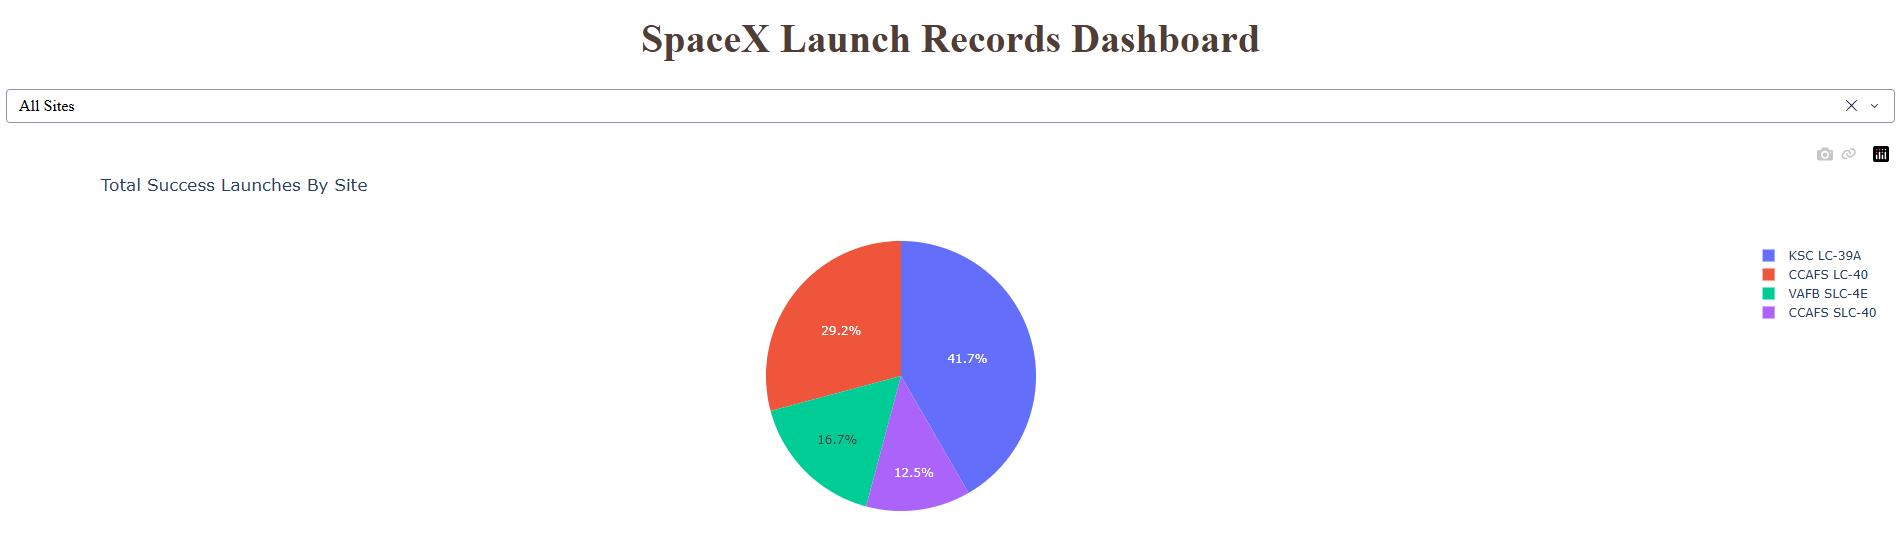 SpaceX Launch Records Dashboard
All Sites
Total Success Launches By Site
KSC LC-39A
CCAFS LC-40
VAFB SLC-4E
CCAFS SLC-40
29.2%
41.7%
16.7%
12.5%